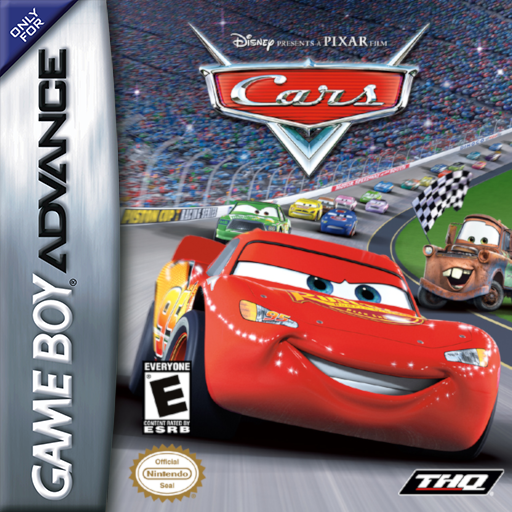 ONLY
FOR
GAME BOY ADVANCE
DISNEY PRESENTS A PIXAR FILM
Cars
PISTON CUP
EVERYONE
E
CONTENT RATED BY
ESRB
Official
Nintendo
Seal
THQ